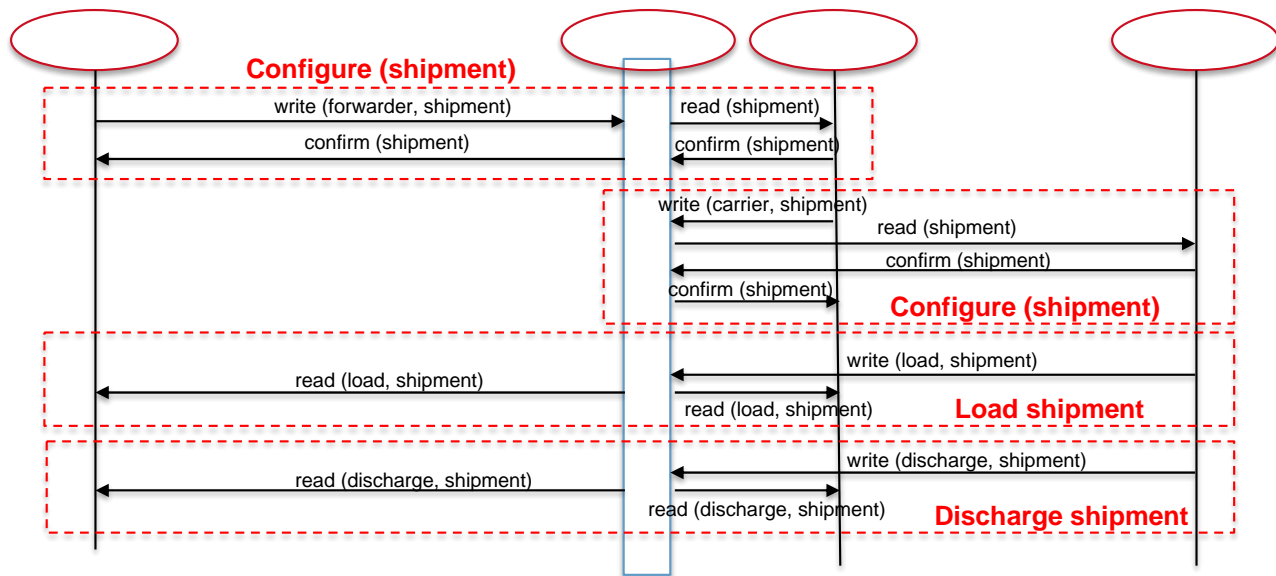 Configure (shipment)
write (forwarder, shipment)
read (shipment)
confirm (shipment)
confirm (shipment)
write (carrier, shipment)
read (shipment)
confirm (shipment)
confirm (shipment)
Configure (shipment)
write (load, shipment)
read (load, shipment)
read (load, shipment)
Load shipment
write (discharge, shipment)
read (discharge, shipment)
read (discharge, shipment)
Discharge shipment